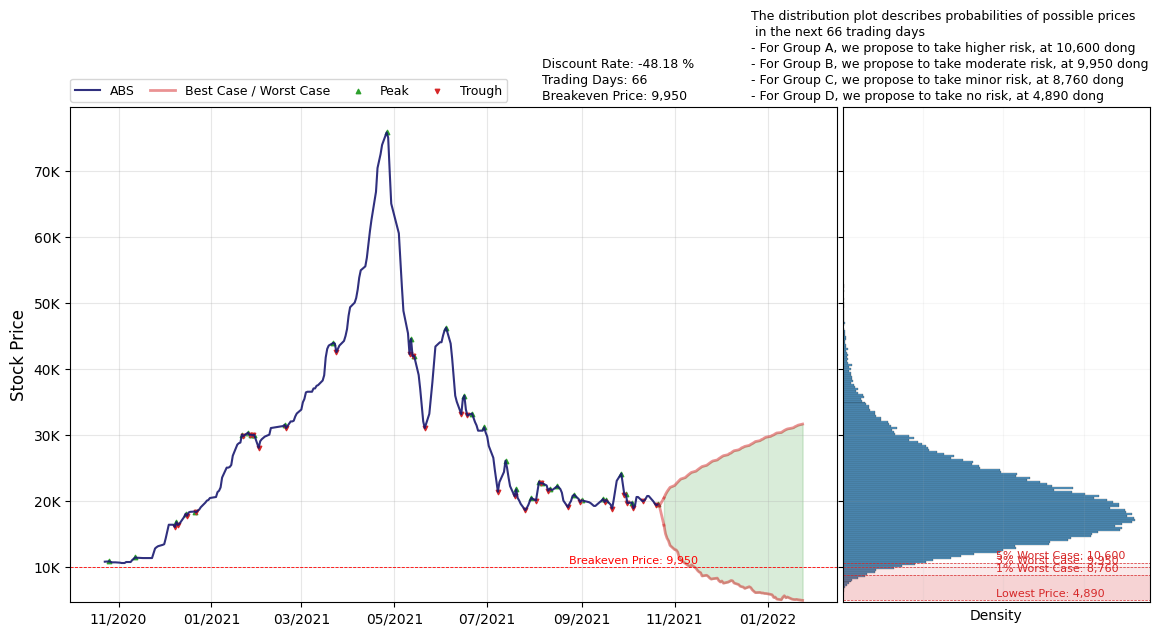 The distribution plot describes probabilities of possible prices
in the next 66 trading days
- For Group A, we propose to take higher risk, at 10,600 dong
- For Group B, we propose to take moderate risk, at 9,950 dong
- For Group C, we propose to take minor risk, at 8,760 dong
- For Group D, we propose to take no risk, at 4,890 dong
Discount Rate: -48.18 %
Trading Days: 66
Breakeven Price: 9,950
ABS
Best Case / Worst Case
Peak
Trough
Stock Price
70K
60K
50K
40K
30K
20K
10K
Breakeven Price: 9,950
11/2020
01/2021
03/2021
05/2021
07/2021
09/2021
11/2021
01/2022
5% Worst Case: 10,600
3% Worst Case: 9,950
1% Worst Case: 8,760
Lowest Price: 4,890
Density